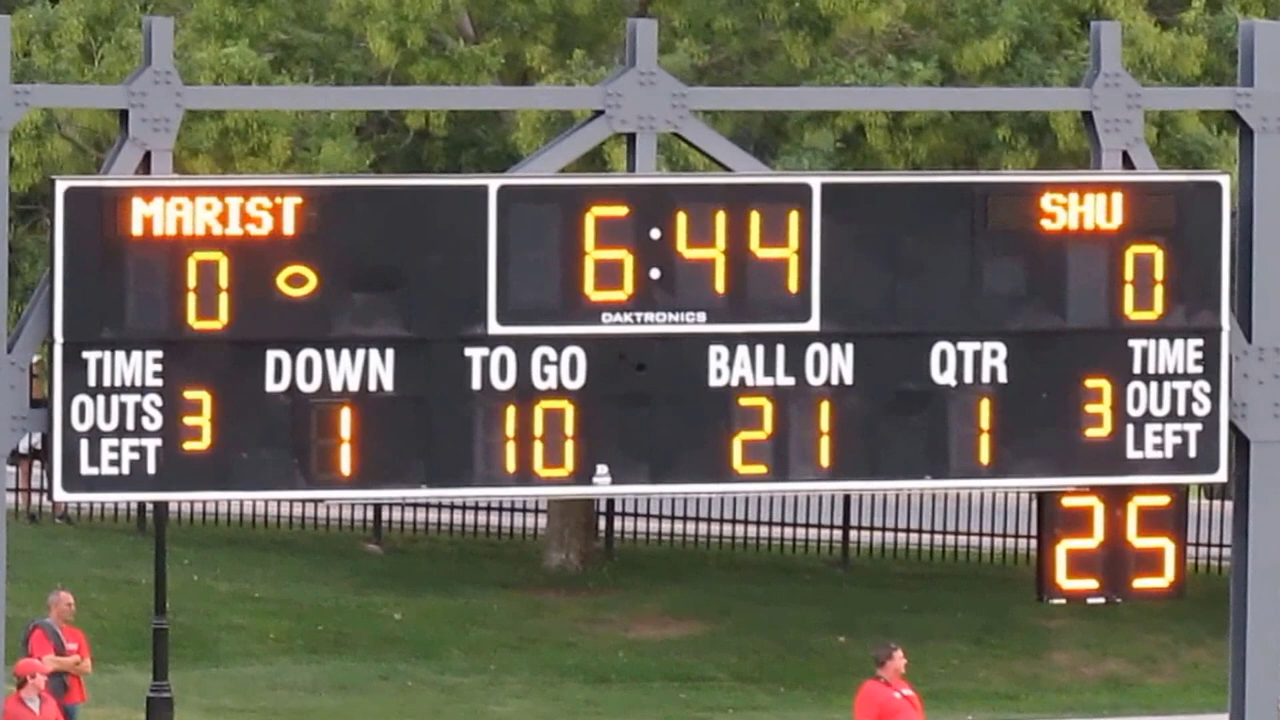 MARIST 6:44 SHU
0 0
DAKTRONICS
TIME OUTS LEFT 3
DOWN 1
TO GO 10
BALL ON 21
QTR 1
3 TIME OUTS LEFT
25